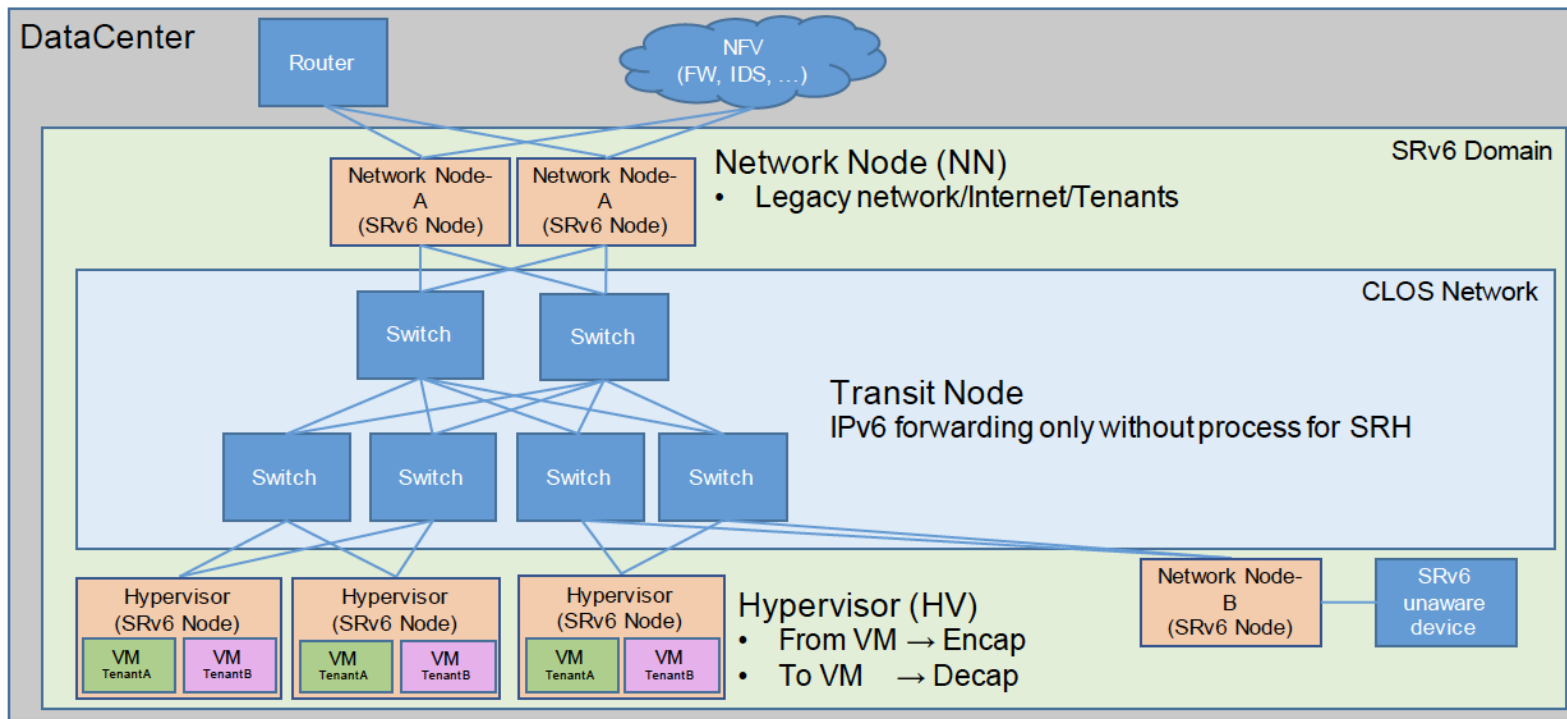 DataCenter
Router
NFV
(FW, IDS, …)
SRv6 Domain
Network Node-
A
(SRv6 Node)
Network Node-
A
(SRv6 Node)
Network Node (NN)
• Legacy network/Internet/Tenants
CLOS Network
Switch
Switch
Transit Node
IPv6 forwarding only without process for SRH
Switch
Switch
Switch
Switch
Hypervisor
(SRv6 Node)
VM
TenantA
VM
TenantB
Hypervisor
(SRv6 Node)
VM
TenantA
VM
TenantB
Hypervisor
(SRv6 Node)
VM
TenantA
VM
TenantB
Hypervisor (HV)
• From VM → Encap
• To VM → Decap
Network Node-
B
(SRv6 Node)
SRv6
unaware
device